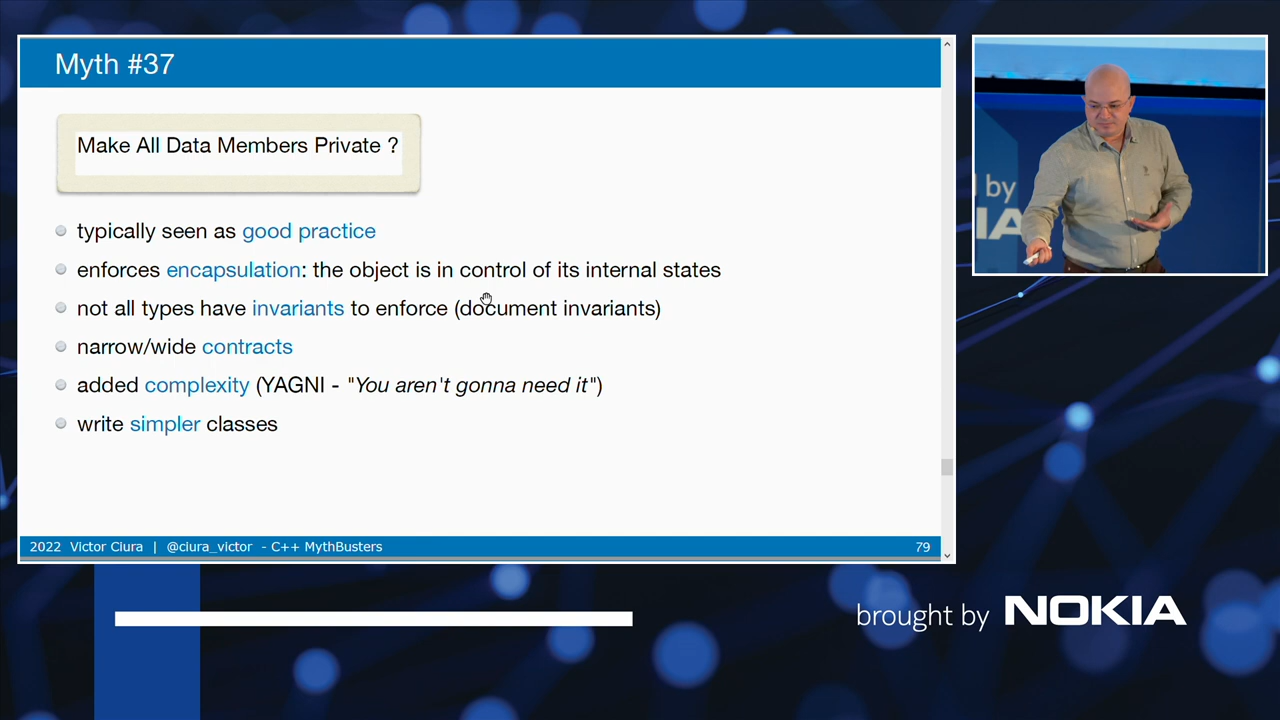 Myth #37
Make All Data Members Private ?
typically seen as good practice
enforces encapsulation: the object is in control of its internal states
not all types have invariants to enforce (document invariants)
narrow/wide contracts
added complexity (YAGNI - "You aren't gonna need it")
write simpler classes
2022 Victor Ciura | @ciura_victor - C++ MythBusters
79
by
brought by NOKIA